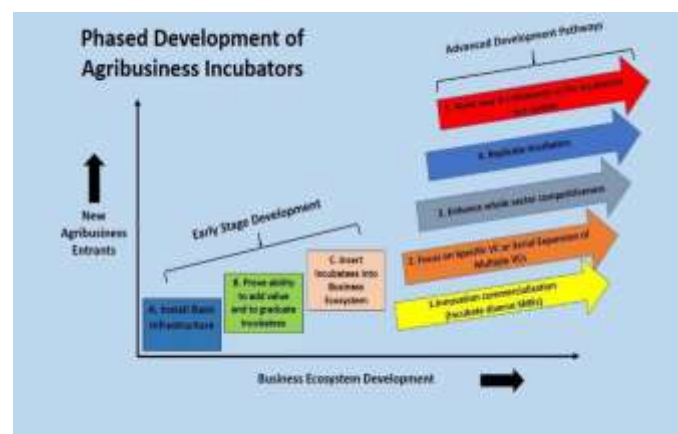 Phased Development of
Agribusiness Incubators
Advanced Development Pathways
4. Replicate Incubators
3. Enhance whole sector competitiveness
2. Focus on Specific VC or Serial Expansion of
Multiple VCs
1.Innovation commercialization
(Incubate diverse SMEs)
Early Stage Development
New
Agribusiness
Entrants
A. Install Basic
Infrastructure
B. Prove ability
to add value
and to graduate
Incubatees
C. Insert
Incubatees into
Business
Ecosystem
Business Ecosystem Development